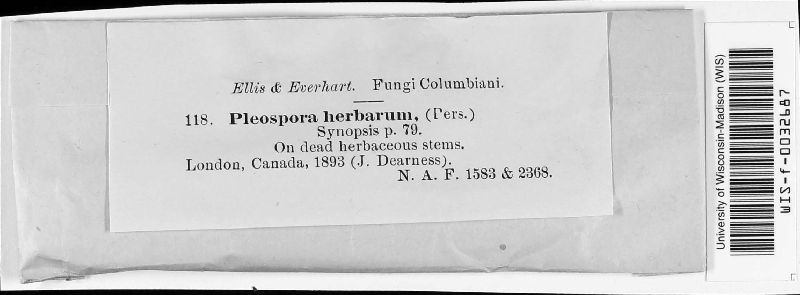 Ellis & Everhart. Fungi Columbiani.
118. Pleospora herbarum, (Pers.)
Synopsis p. 79.
On dead herbaceous stems.
London, Canada, 1893 (J. Dearness).
N. A. F. 1583 & 2368.
University of Wisconsin-Madison (WIS)
WIS-f-0032687